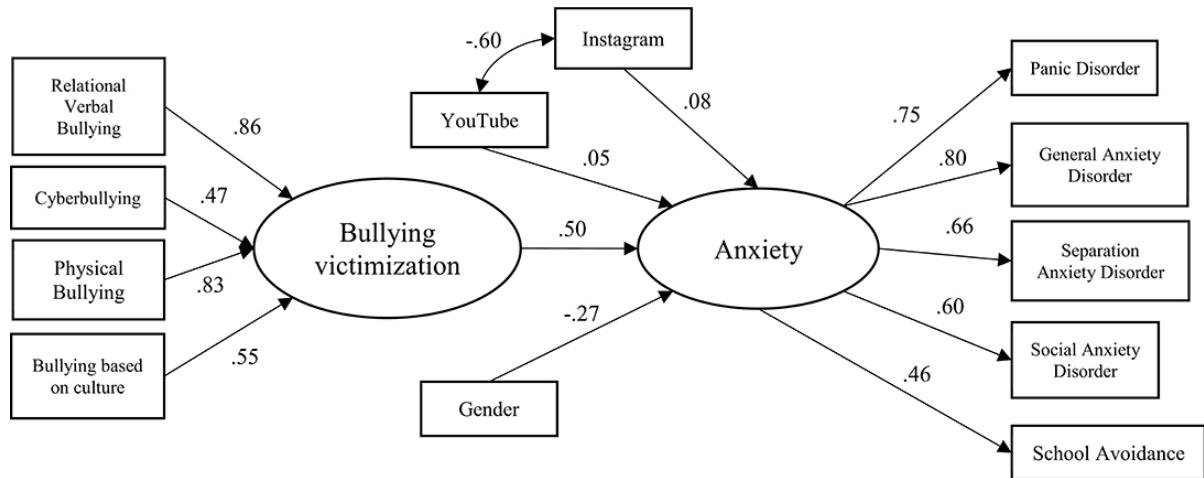 Relational
Verbal
Bullying
Cyberbullying
Physical
Bullying
Bullying based
on culture
.86
.47
.83
.55
Bullying
victimization
-.60
Instagram
YouTube
.08
.05
.50
-.27
Gender
Anxiety
.75
.80
.66
.60
.46
Panic Disorder
General Anxiety
Disorder
Separation
Anxiety Disorder
Social Anxiety
Disorder
School Avoidance